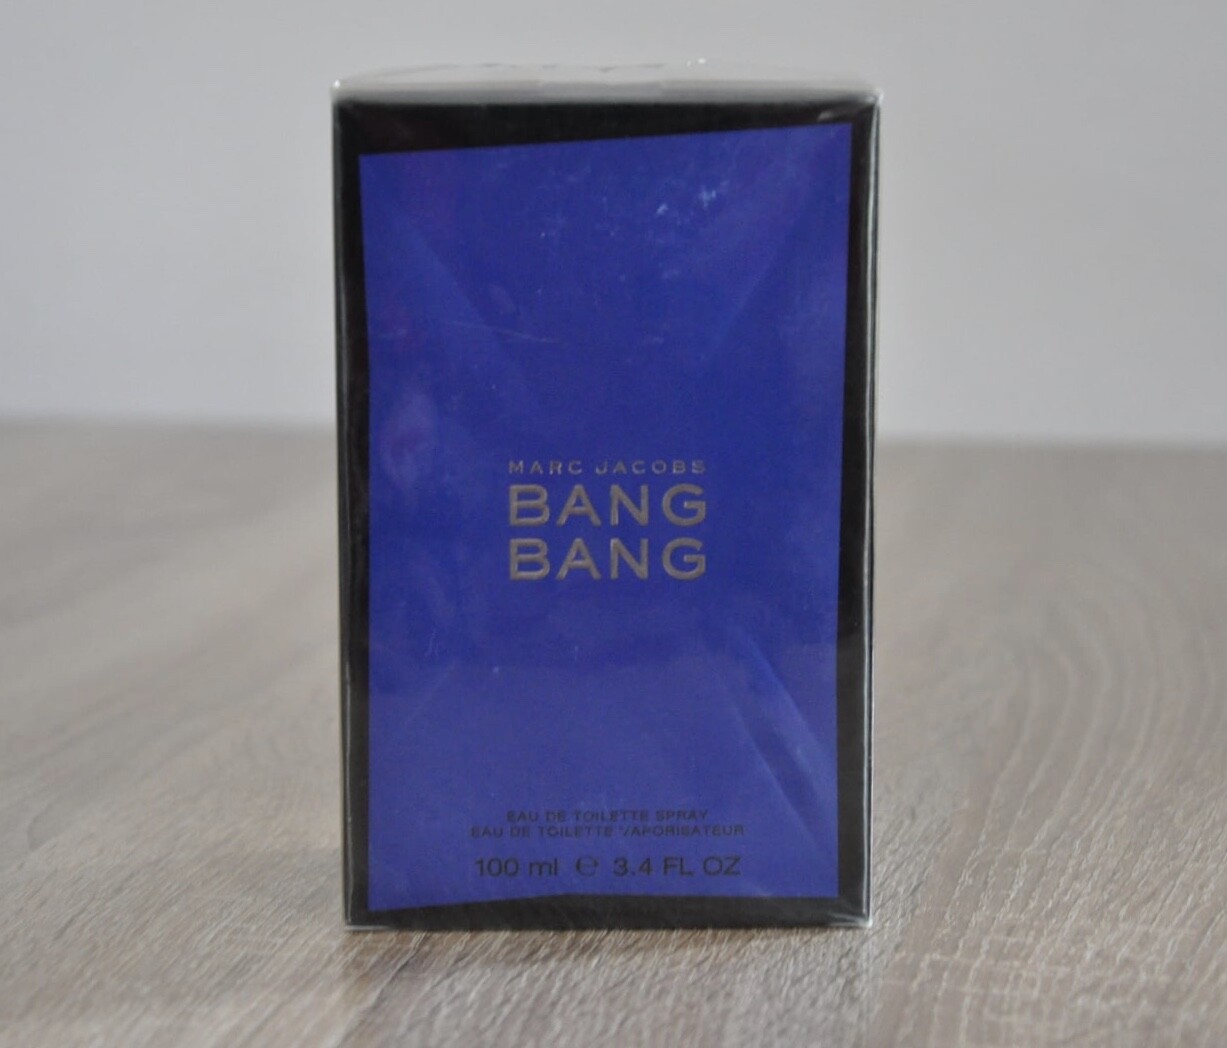 MARC JACOBS
BANG
BANG
EAU DE TOILETTE SPRAY
EAU DE TOILETTE VAPORISATEUR
100 ml ℮ 3.4 FL OZ